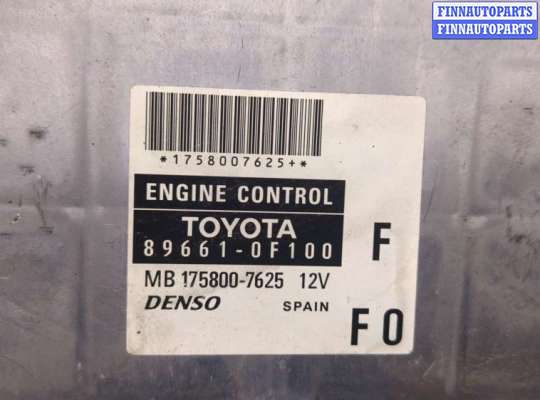 FINNAUTOPARTS
FINNAUTOPARTS
*1758007625+*
ENGINE CONTROL
TOYOTA
89661-0F100
F
MB 175800-7625 12V
DENSO SPAIN
F0